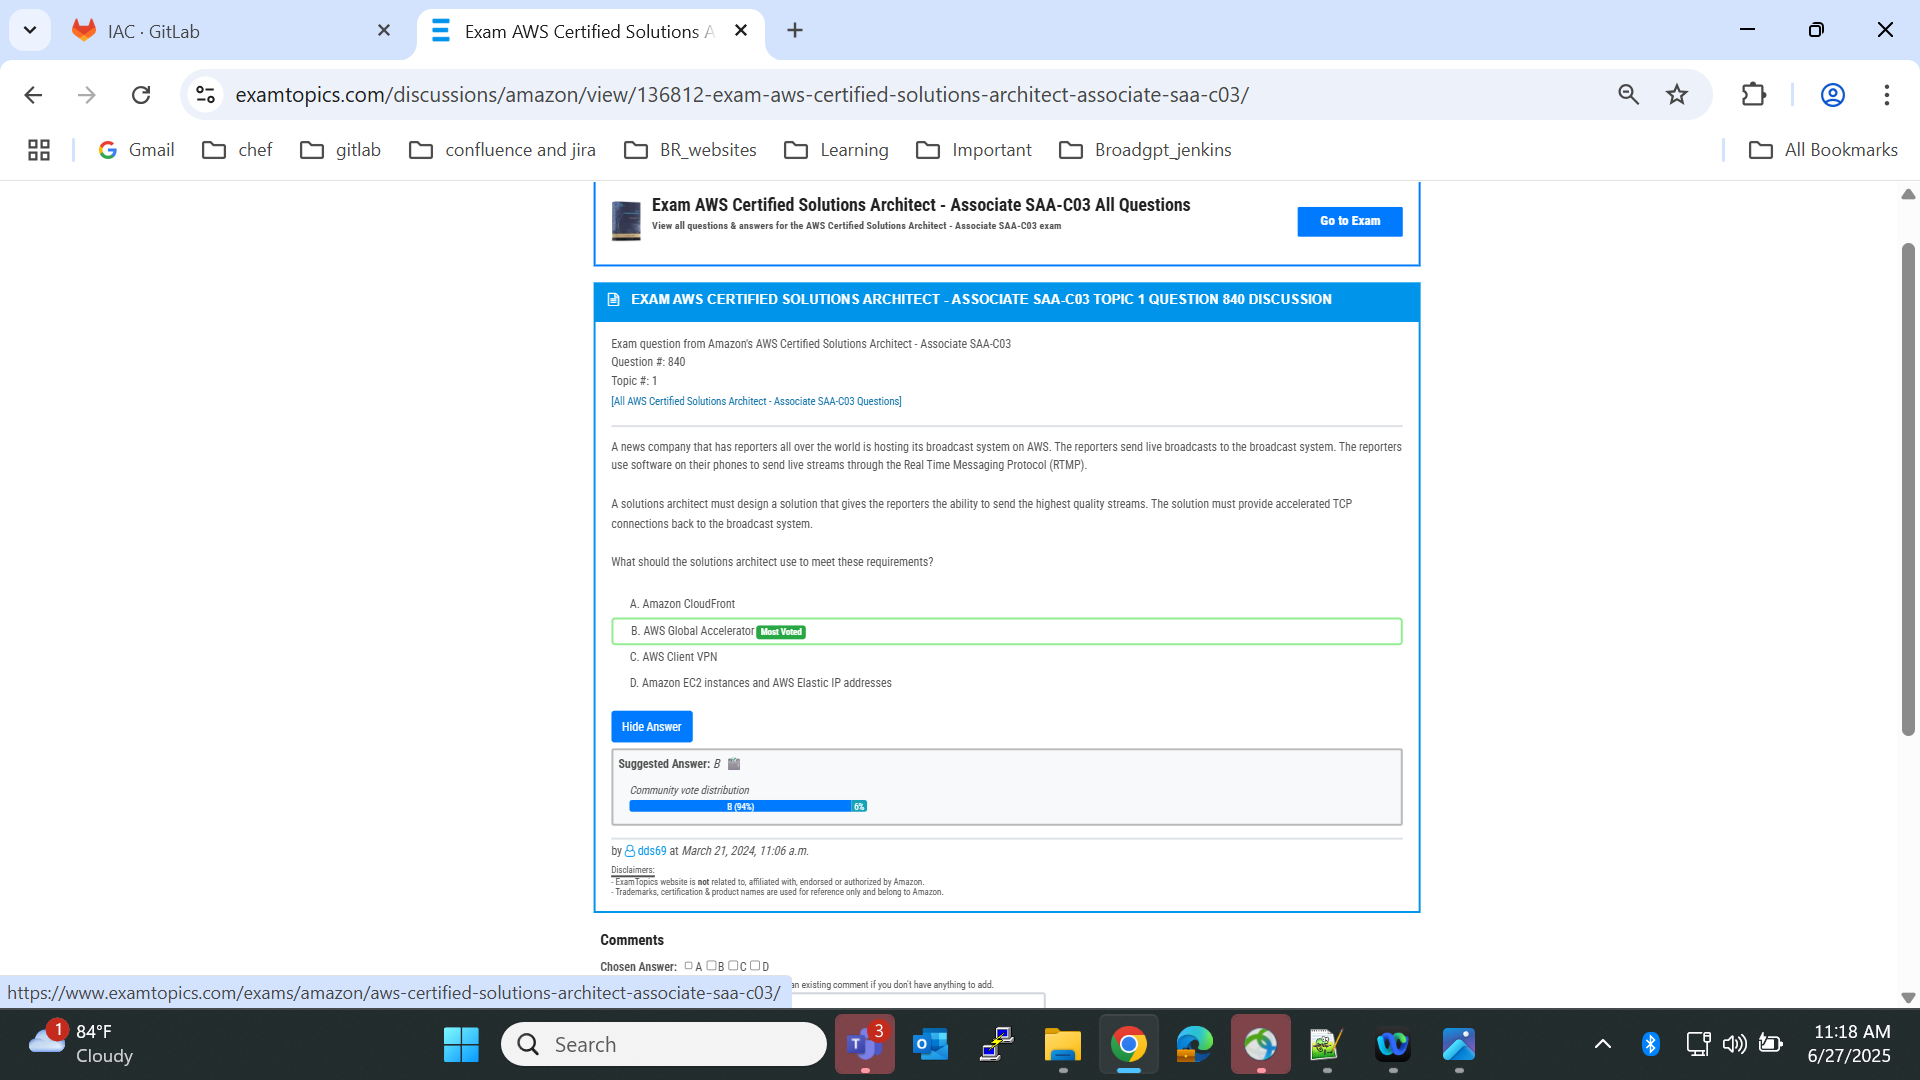 IAC · GitLab
Exam AWS Certified Solutions A
examtopics.com/discussions/amazon/view/136812-exam-aws-certified-solutions-architect-associate-saa-c03/
Gmail chef gitlab confluence and jira BR_websites Learning Important Broadgpt_jenkins All Bookmarks
Exam AWS Certified Solutions Architect - Associate SAA-C03 All Questions
View all questions & answers for the AWS Certified Solutions Architect - Associate SAA-C03 exam
Go to Exam
EXAM AWS CERTIFIED SOLUTIONS ARCHITECT - ASSOCIATE SAA-C03 TOPIC 1 QUESTION 840 DISCUSSION
Exam question from Amazon's AWS Certified Solutions Architect - Associate SAA-C03
Question #: 840
Topic #: 1
[All AWS Certified Solutions Architect - Associate SAA-C03 Questions]
A news company that has reporters all over the world is hosting its broadcast system on AWS. The reporters send live broadcasts to the broadcast system. The reporters
use software on their phones to send live streams through the Real Time Messaging Protocol (RTMP).
A solutions architect must design a solution that gives the reporters the ability to send the highest quality streams. The solution must provide accelerated TCP
connections back to the broadcast system.
What should the solutions architect use to meet these requirements?
A. Amazon CloudFront
B. AWS Global Accelerator Most Voted
C. AWS Client VPN
D. Amazon EC2 instances and AWS Elastic IP addresses
Hide Answer
Suggested Answer: B
Community vote distribution
B (94%) 6%
by dds69 at March 21, 2024, 11:06 a.m.
Disclaimers:
- ExamTopics website is not related to, affiliated with, endorsed or authorized by Amazon.
- Trademarks, certification & product names are used for reference only and belong to Amazon.
Comments
Chosen Answer: A B C D
an existing comment if you don't have anything to add.
https://www.examtopics.com/exams/amazon/aws-certified-solutions-architect-associate-saa-c03/
1
84°F
Cloudy
Search
3
11:18 AM
6/27/2025